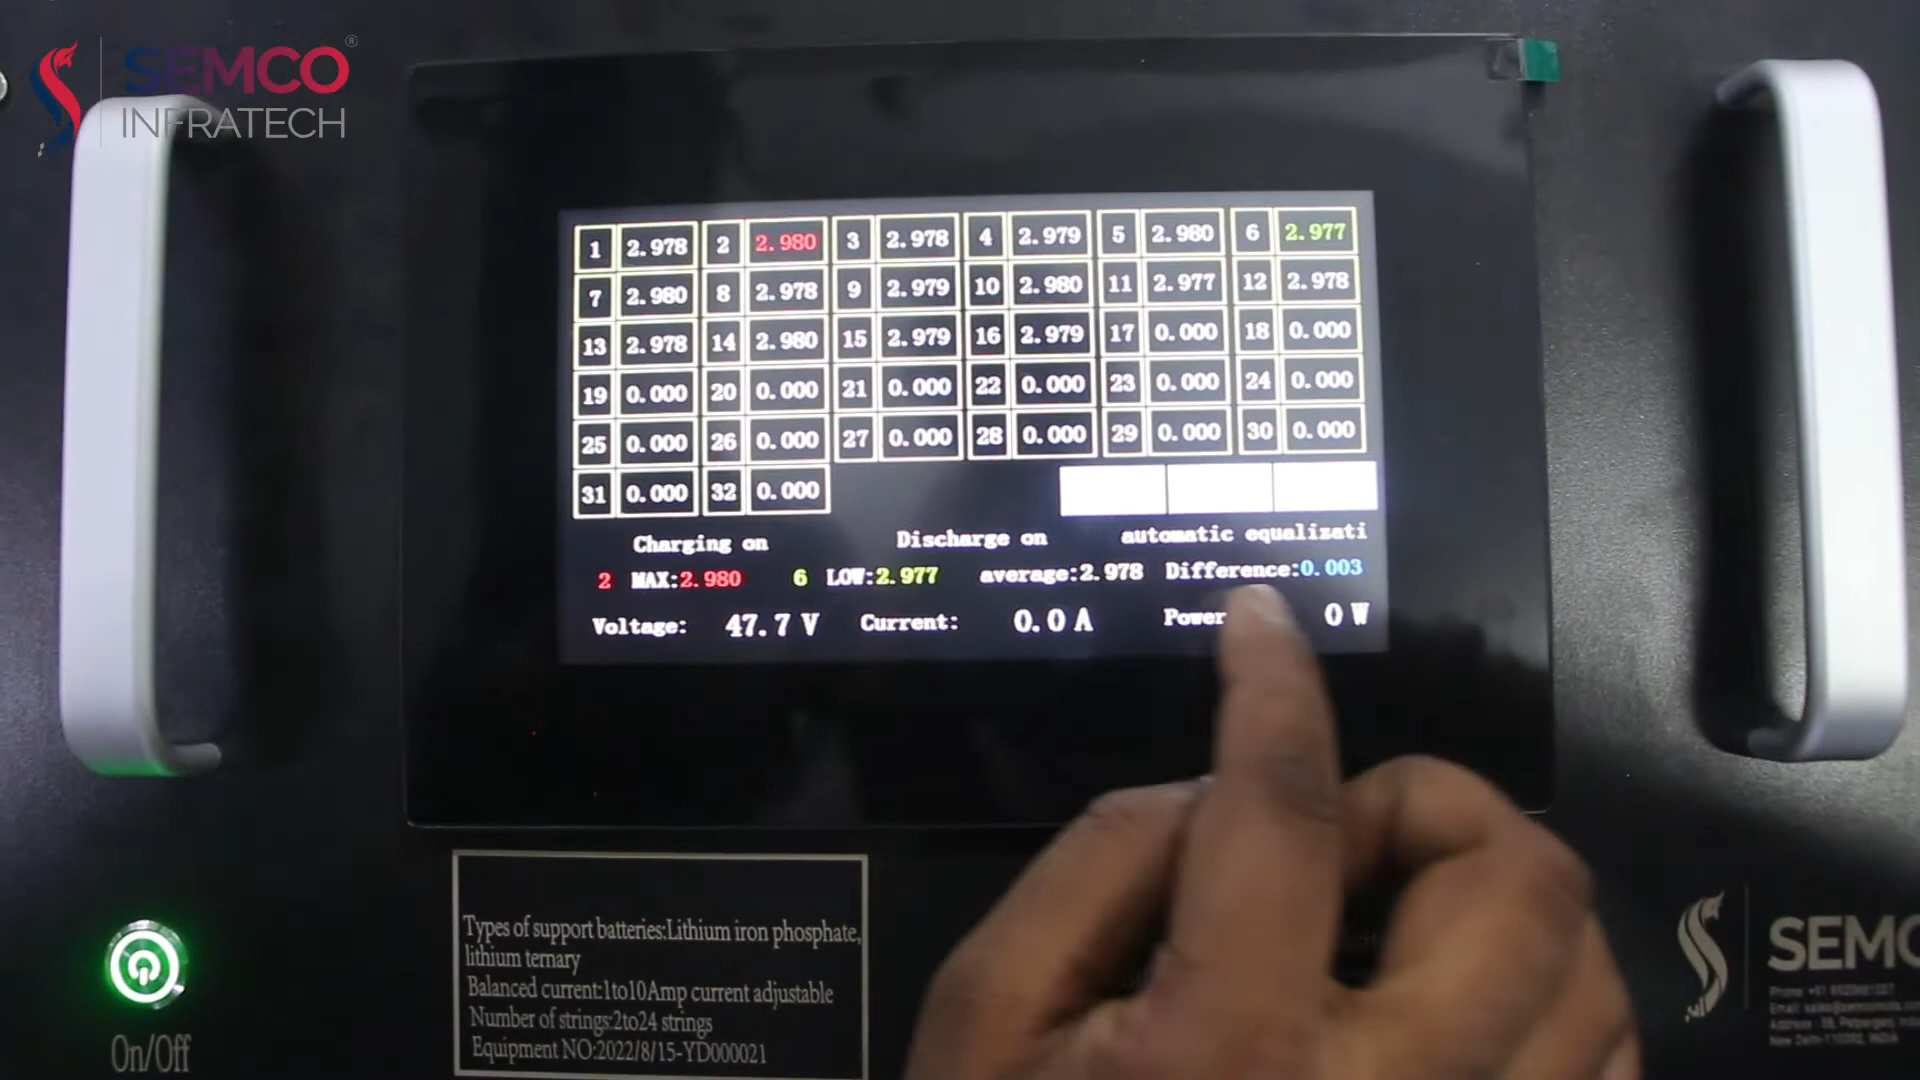 SEMCO ®
INFRATECH
1 2.978 2 2.980 3 2.978 4 2.979 5 2.980 6 2.977
7 2.980 8 2.978 9 2.979 10 2.980 11 2.977 12 2.978
13 2.978 14 2.980 15 2.979 16 2.979 17 0.000 18 0.000
19 0.000 20 0.000 21 0.000 22 0.000 23 0.000 24 0.000
25 0.000 26 0.000 27 0.000 28 0.000 29 0.000 30 0.000
31 0.000 32 0.000
Charging on Discharge on automatic equalizati
2 MAX:2.980 6 LOW:2.977 average:2.978 Difference:0.003
Voltage: 47.7 V Current: 0.0 A Power 0 W
Types of support batteries:Lithium iron phosphate,
lithium ternary
Balanced current:1to10Amp current adjustable
Number of strings:2to24 strings
Equipment NO:2022/8/15-YD000021
On/Off
SEMC